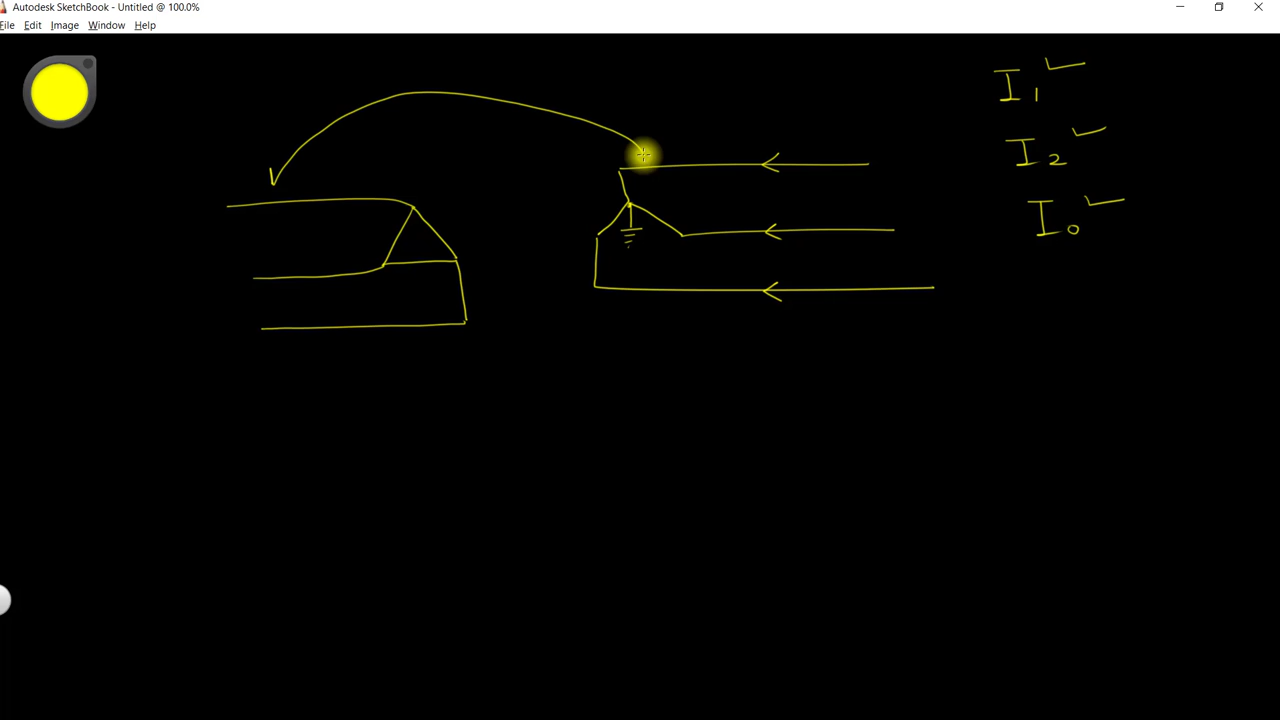 Autodesk SketchBook - Untitled @ 100.0%
File Edit Image Window Help
I₁
I₂
I₀